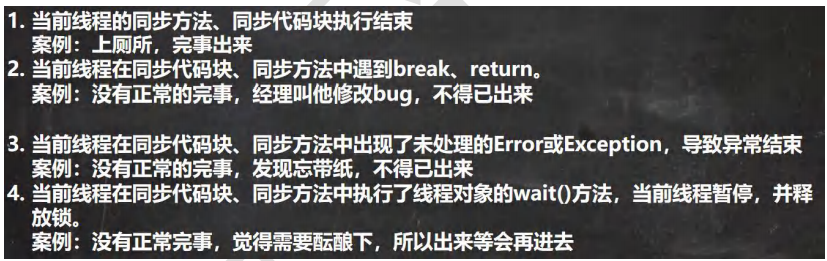 1. 当前线程的同步方法、同步代码块执行结束
案例：上厕所，完事出来
2. 当前线程在同步代码块、同步方法中遇到break、return。
案例：没有正常的完事，经理叫他修改bug，不得已出来
3. 当前线程在同步代码块、同步方法中出现了未处理的Error或Exception，导致异常结束
案例：没有正常的完事，发现忘带纸，不得已出来
4. 当前线程在同步代码块、同步方法中执行了线程对象的wait()方法，当前线程暂停，并释
放锁。
案例：没有正常完事，觉得需要酝酿下，所以出来等会再进去